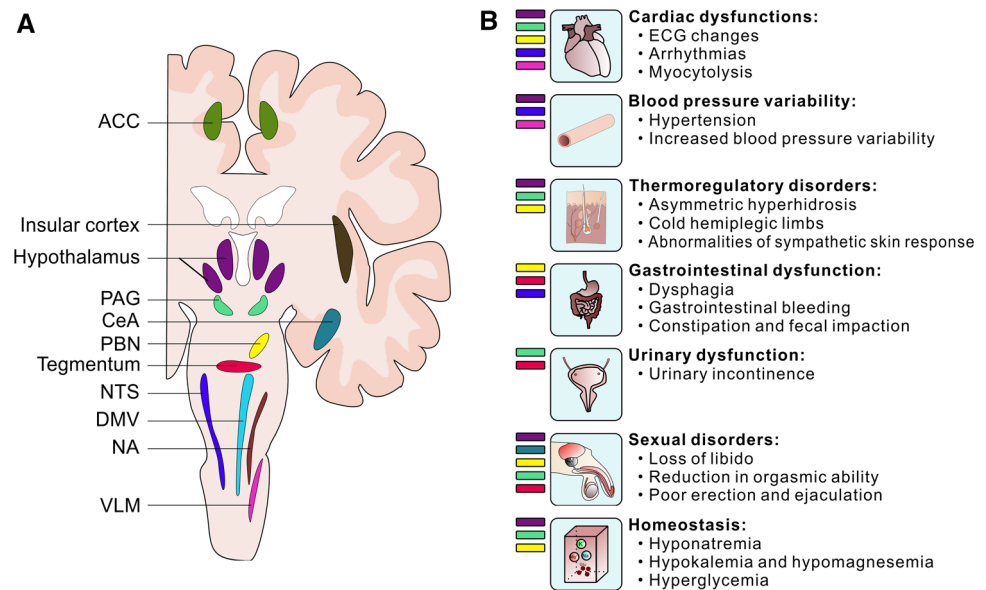 A
ACC
Insular cortex
Hypothalamus
PAG
CeA
PBN
Tegmentum
NTS
DMV
NA
VLM
B
Cardiac dysfunctions:
• ECG changes
• Arrhythmias
• Myocytolysis
Blood pressure variability:
• Hypertension
• Increased blood pressure variability
Thermoregulatory disorders:
• Asymmetric hyperhidrosis
• Cold hemiplegic limbs
• Abnormalities of sympathetic skin response
Gastrointestinal dysfunction:
• Dysphagia
• Gastrointestinal bleeding
• Constipation and fecal impaction
Urinary dysfunction:
• Urinary incontinence
Sexual disorders:
• Loss of libido
• Reduction in orgasmic ability
• Poor erection and ejaculation
Homeostasis:
• Hyponatremia
• Hypokalemia and hypomagnesemia
• Hyperglycemia